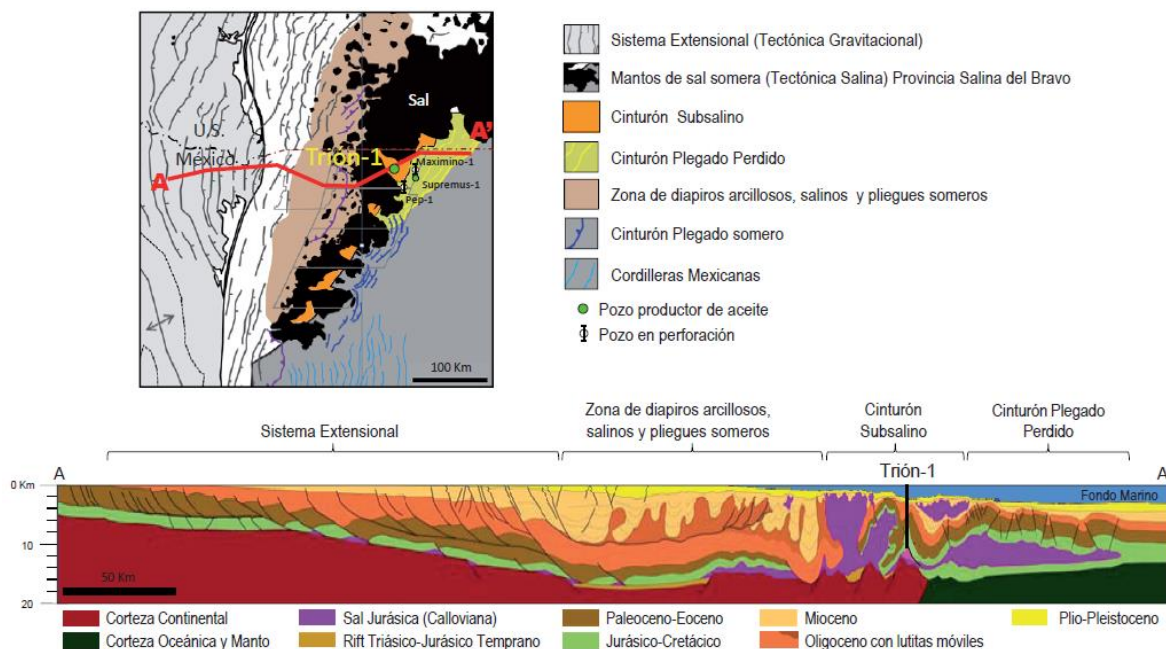 Sal
U.S.
México
A
Trión-1
A'
Maximino-1
Supremus-1
Pep-1
100 Km
Sistema Extensional (Tectónica Gravitacional)
Mantos de sal somera (Tectónica Salina) Provincia Salina del Bravo
Cinturón Subsalino
Cinturón Plegado Perdido
Zona de diapiros arcillosos, salinos y pliegues someros
Cinturón Plegado somero
Cordilleras Mexicanas
Pozo productor de aceite
Pozo en perforación
Sistema Extensional
Zona de diapiros arcillosos,
salinos y pliegues someros
Cinturón
Subsalino
Cinturón Plegado
Perdido
A
Trión-1
A
0 Km
Fondo Marino
10
50 Km
20
Corteza Continental
Sal Jurásica (Calloviana)
Paleoceno-Eoceno
Mioceno
Plio-Pleistoceno
Corteza Oceánica y Manto
Rift Triásico-Jurásico Temprano
Jurásico-Cretácico
Oligoceno con lutitas móviles